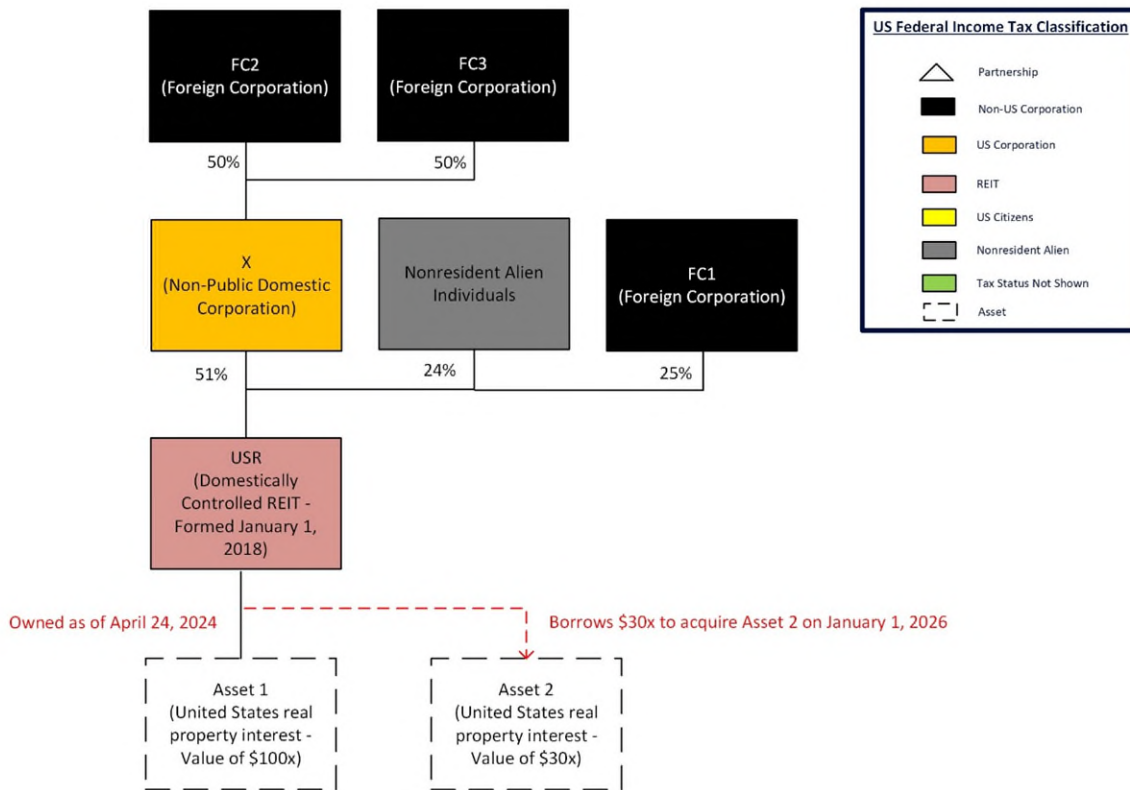 FC2
(Foreign Corporation)
FC3
(Foreign Corporation)
50%
50%
X
(Non-Public Domestic
Corporation)
Nonresident Alien
Individuals
FC1
(Foreign Corporation)
51%
24%
25%
USR
(Domestically
Controlled REIT -
Formed January 1,
2018)
Owned as of April 24, 2024
Borrows $30x to acquire Asset 2 on January 1, 2026
Asset 1
(United States real
property interest -
Value of $100x)
Asset 2
(United States real
property interest -
Value of $30x)
US Federal Income Tax Classification
Partnership
Non-US Corporation
US Corporation
REIT
US Citizens
Nonresident Alien
Tax Status Not Shown
Asset